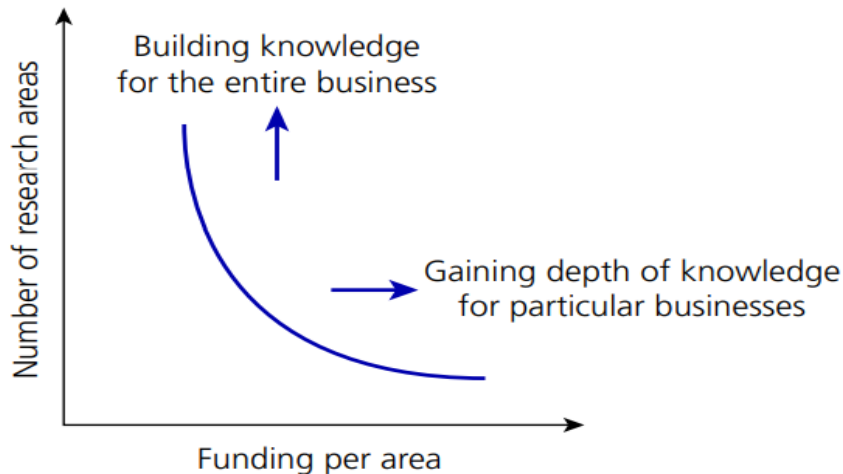 Building knowledge
for the entire business
Number of research areas
Gaining depth of knowledge
for particular businesses
Funding per area